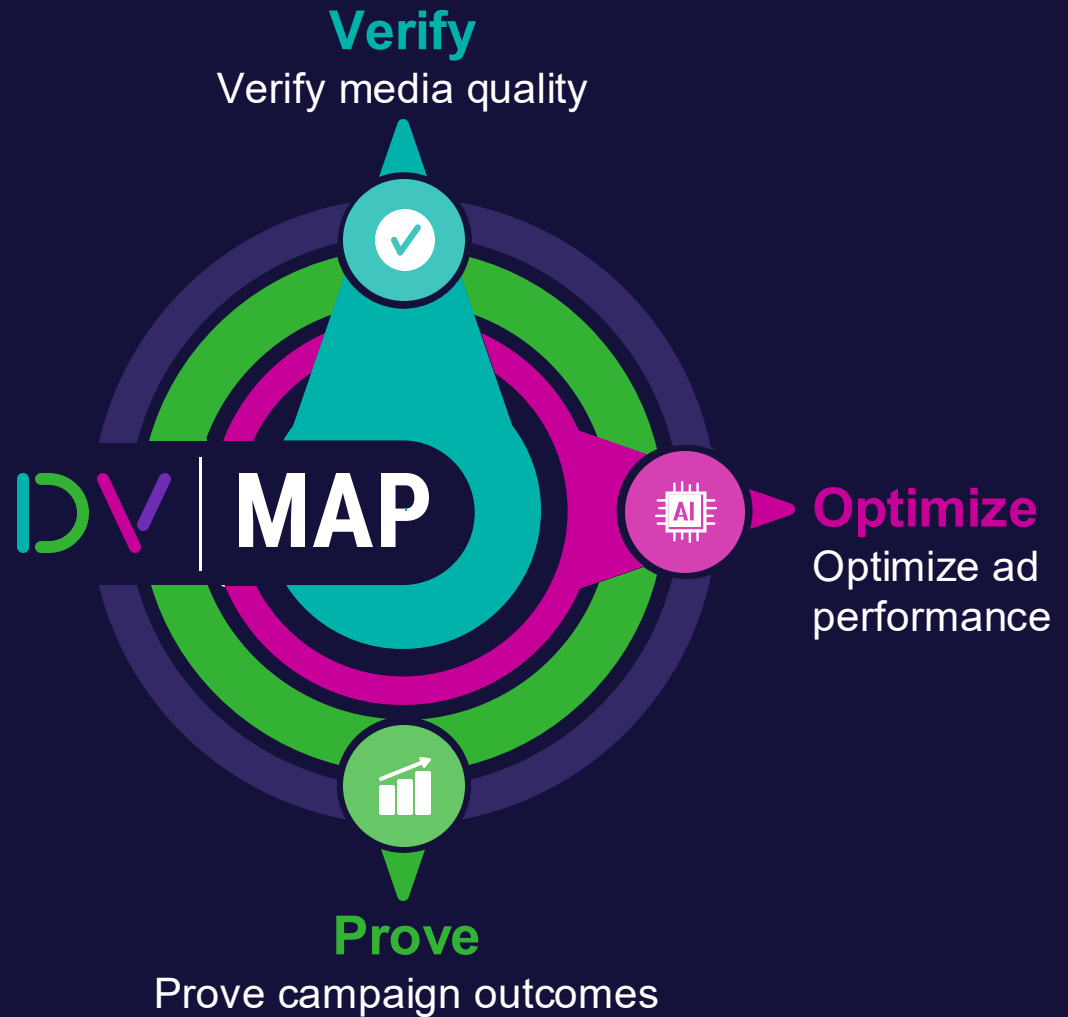 Verify
Verify media quality
DV | MAP
AI
Optimize
Optimize ad
performance
Prove
Prove campaign outcomes